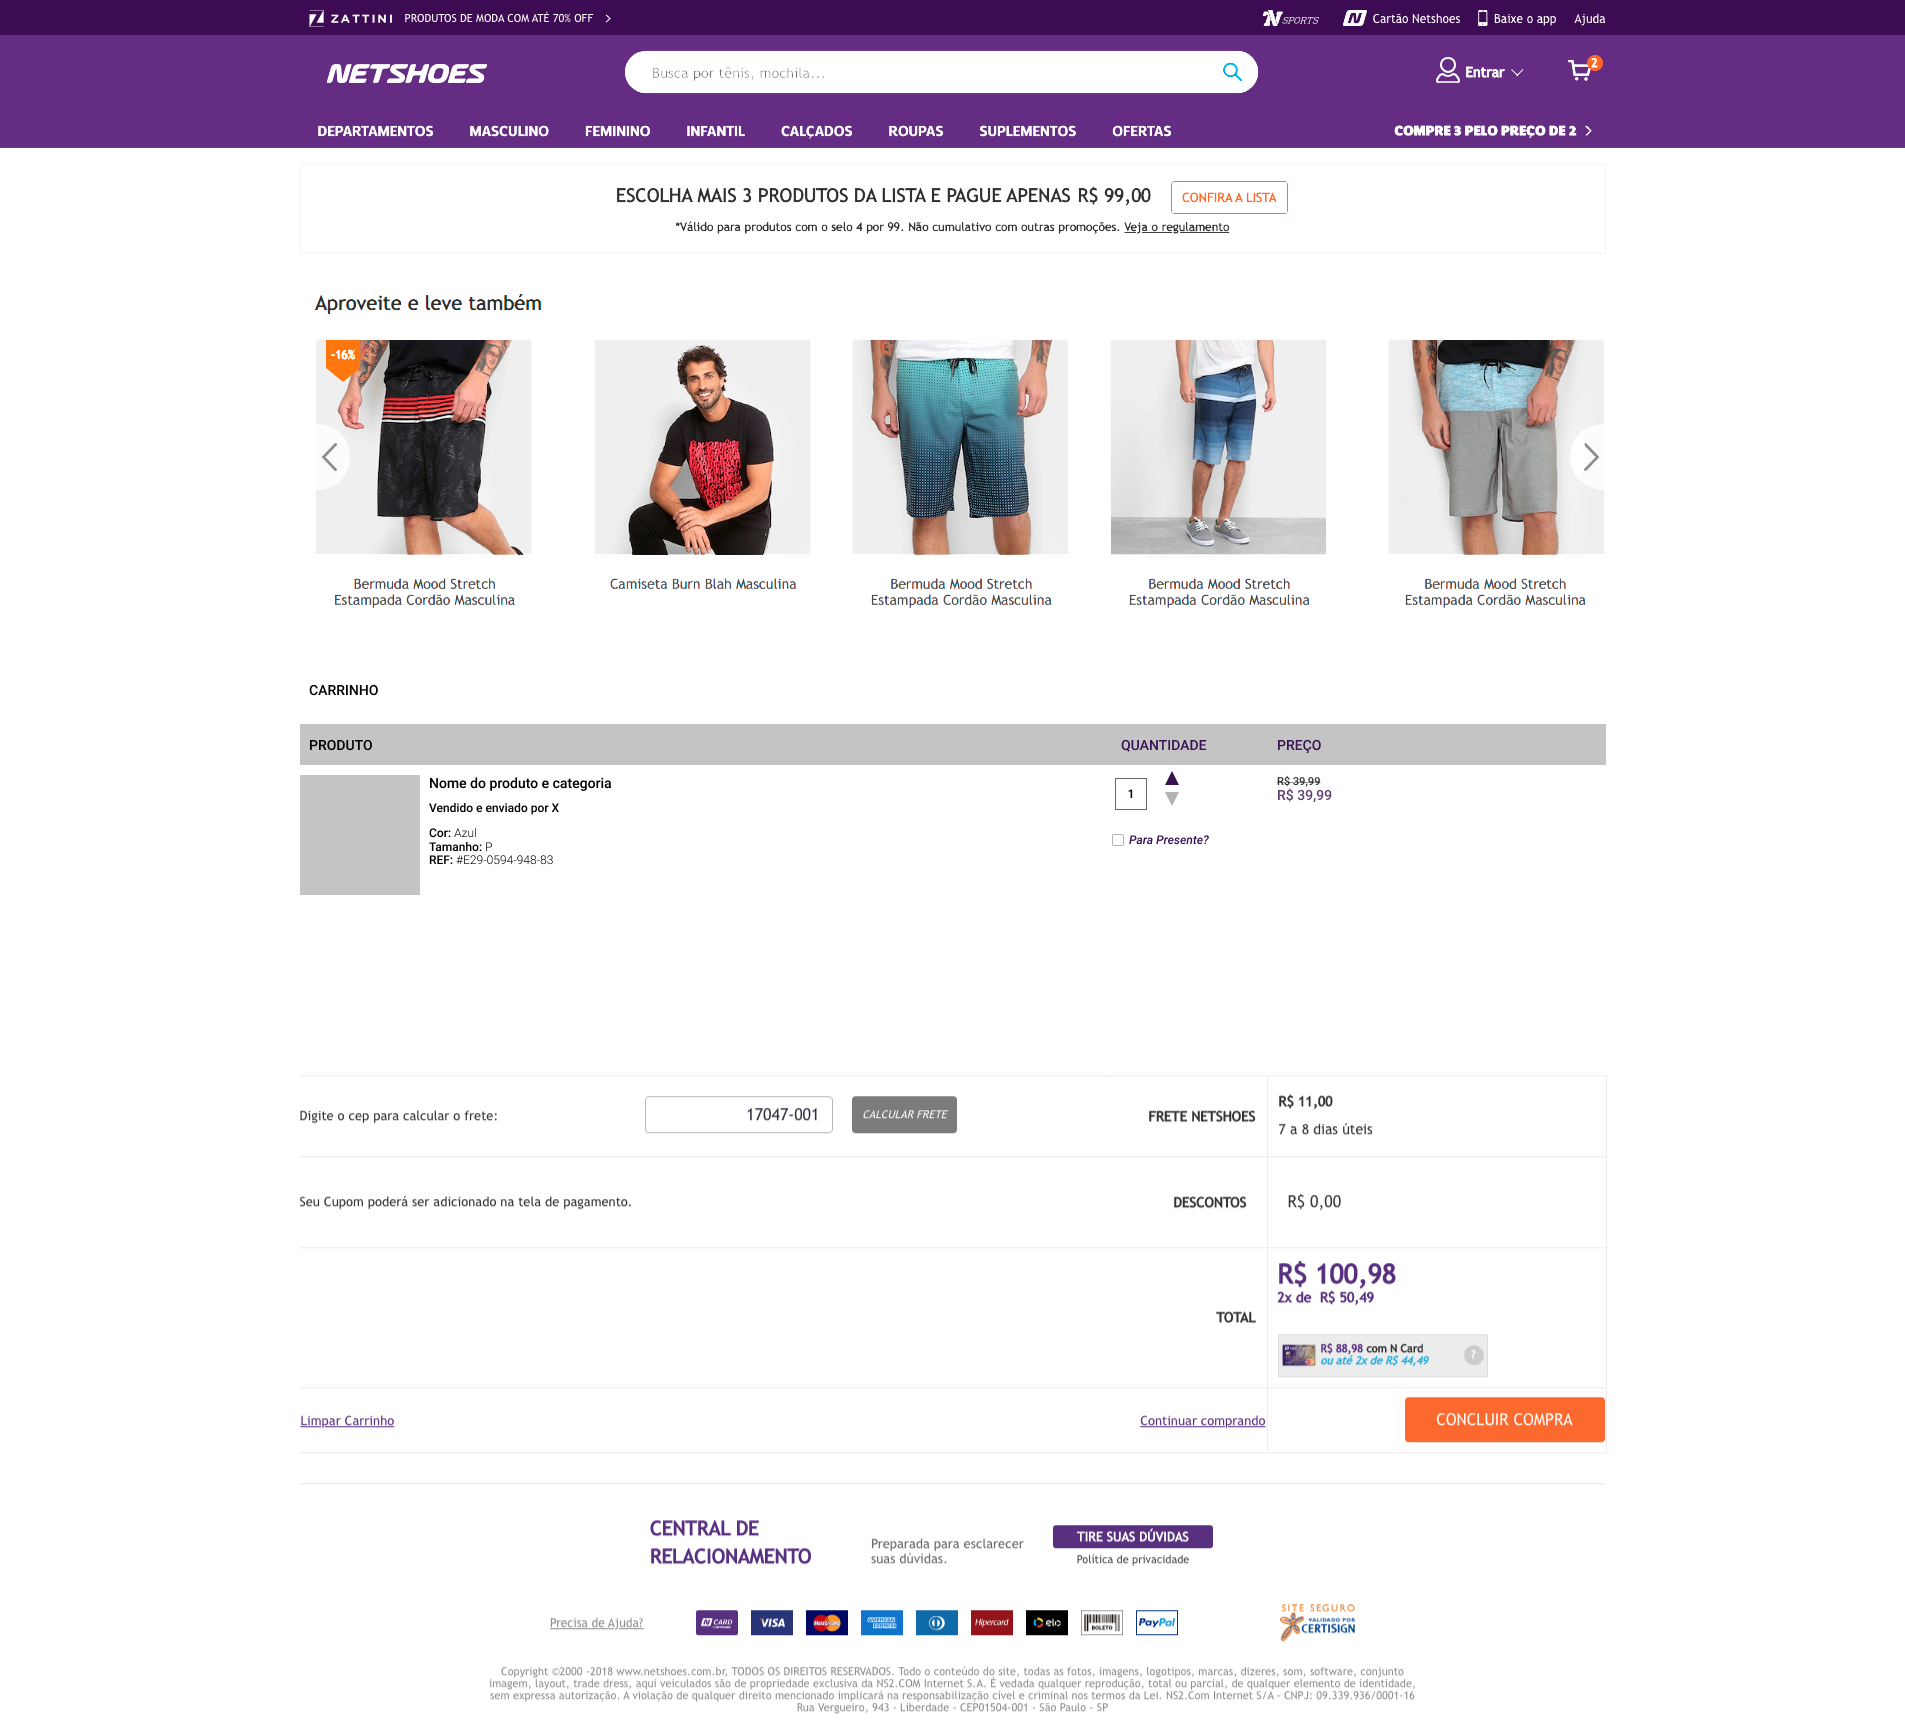 ZATTINI PRODUTOS DE MODA COM ATÉ 70% OFF
N SPORTS Cartão Netshoes Baixe o app Ajuda
NETSHOES
Busca por tênis, mochila...
Entrar
2
DEPARTAMENTOS MASCULINO FEMININO INFANTIL CALÇADOS ROUPAS SUPLEMENTOS OFERTAS
COMPRE 3 PELO PREÇO DE 2
ESCOLHA MAIS 3 PRODUTOS DA LISTA E PAGUE APENAS R$ 99,00
CONFIRA A LISTA
*Válido para produtos com o selo 4 por 99. Não cumulativo com outras promoções. Veja o regulamento
Aproveite e leve também
-16%
Bermuda Mood Stretch
Estampada Cordão Masculina
Camiseta Burn Blah Masculina
Bermuda Mood Stretch
Estampada Cordão Masculina
Bermuda Mood Stretch
Estampada Cordão Masculina
Bermuda Mood Stretch
Estampada Cordão Masculina
CARRINHO
PRODUTO QUANTIDADE PREÇO
Nome do produto e categoria
Vendido e enviado por X
Cor: Azul
Tamanho: P
REF: #E29-0594-948-83
1
Para Presente?
R$ 39,99
R$ 39,99
Digite o cep para calcular o frete:
17047-001
CALCULAR FRETE
FRETE NETSHOES
R$ 11,00
7 a 8 dias úteis
Seu Cupom poderá ser adicionado na tela de pagamento.
DESCONTOS
R$ 0,00
TOTAL
R$ 100,98
2x de R$ 50,49
R$ 88,98 com N Card
ou até 2x de R$ 44,49
?
Limpar Carrinho
Continuar comprando
CONCLUIR COMPRA
CENTRAL DE
RELACIONAMENTO
Preparada para esclarecer
suas dúvidas.
TIRE SUAS DÚVIDAS
Política de privacidade
Precisa de Ajuda?
N CARD
VISA
MasterCard
AMERICAN EXPRESS
Hipercard
elo
BOLETO
PayPal
SITE SEGURO
VALIDADO POR
CERTISIGN
Copyright ©2000 -2018 www.netshoes.com.br, TODOS OS DIREITOS RESERVADOS. Todo o conteúdo do site, todas as fotos, imagens, logotipos, marcas, dizeres, som, software, conjunto
imagem, layout, trade dress, aqui veiculados são de propriedade exclusiva da NS2.COM Internet S.A. É vedada qualquer reprodução, total ou parcial, de qualquer elemento de identidade,
sem expressa autorização. A violação de qualquer direito mencionado implicará na responsabilização cível e criminal nos termos da Lei. NS2.Com Internet S/A - CNPJ: 09.339.936/0001-16
Rua Vergueiro, 943 - Liberdade - CEP01504-001 - São Paulo - SP